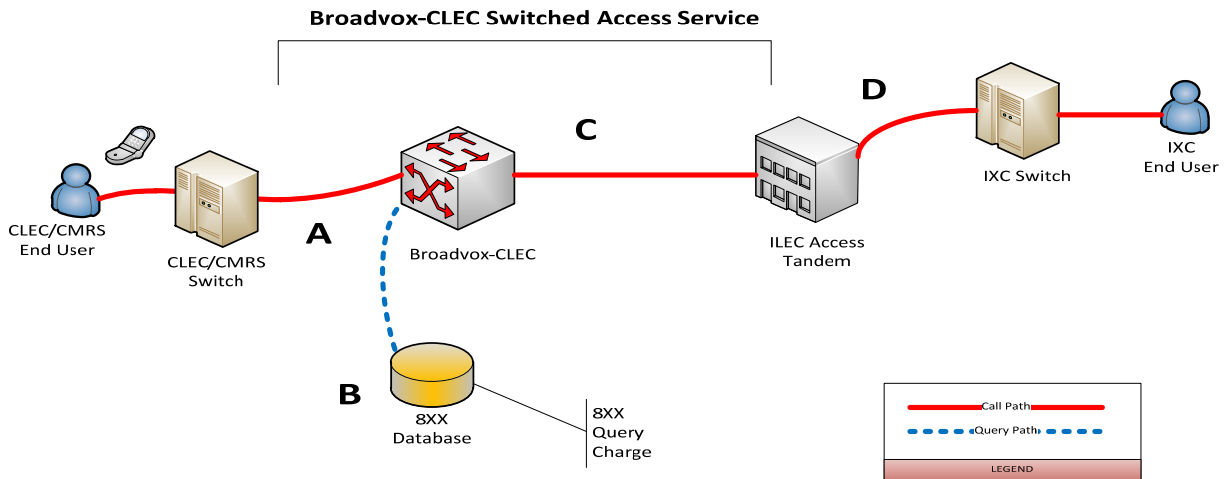 Broadvox-CLEC Switched Access Service
D
C
IXC
End User
IXC Switch
CLEC/CMRS
End User
A
CLEC/CMRS
Switch
Broadvox-CLEC
ILEC Access
Tandem
B
8XX
Database
8XX
Query
Charge
Call Path
Query Path
LEGEND